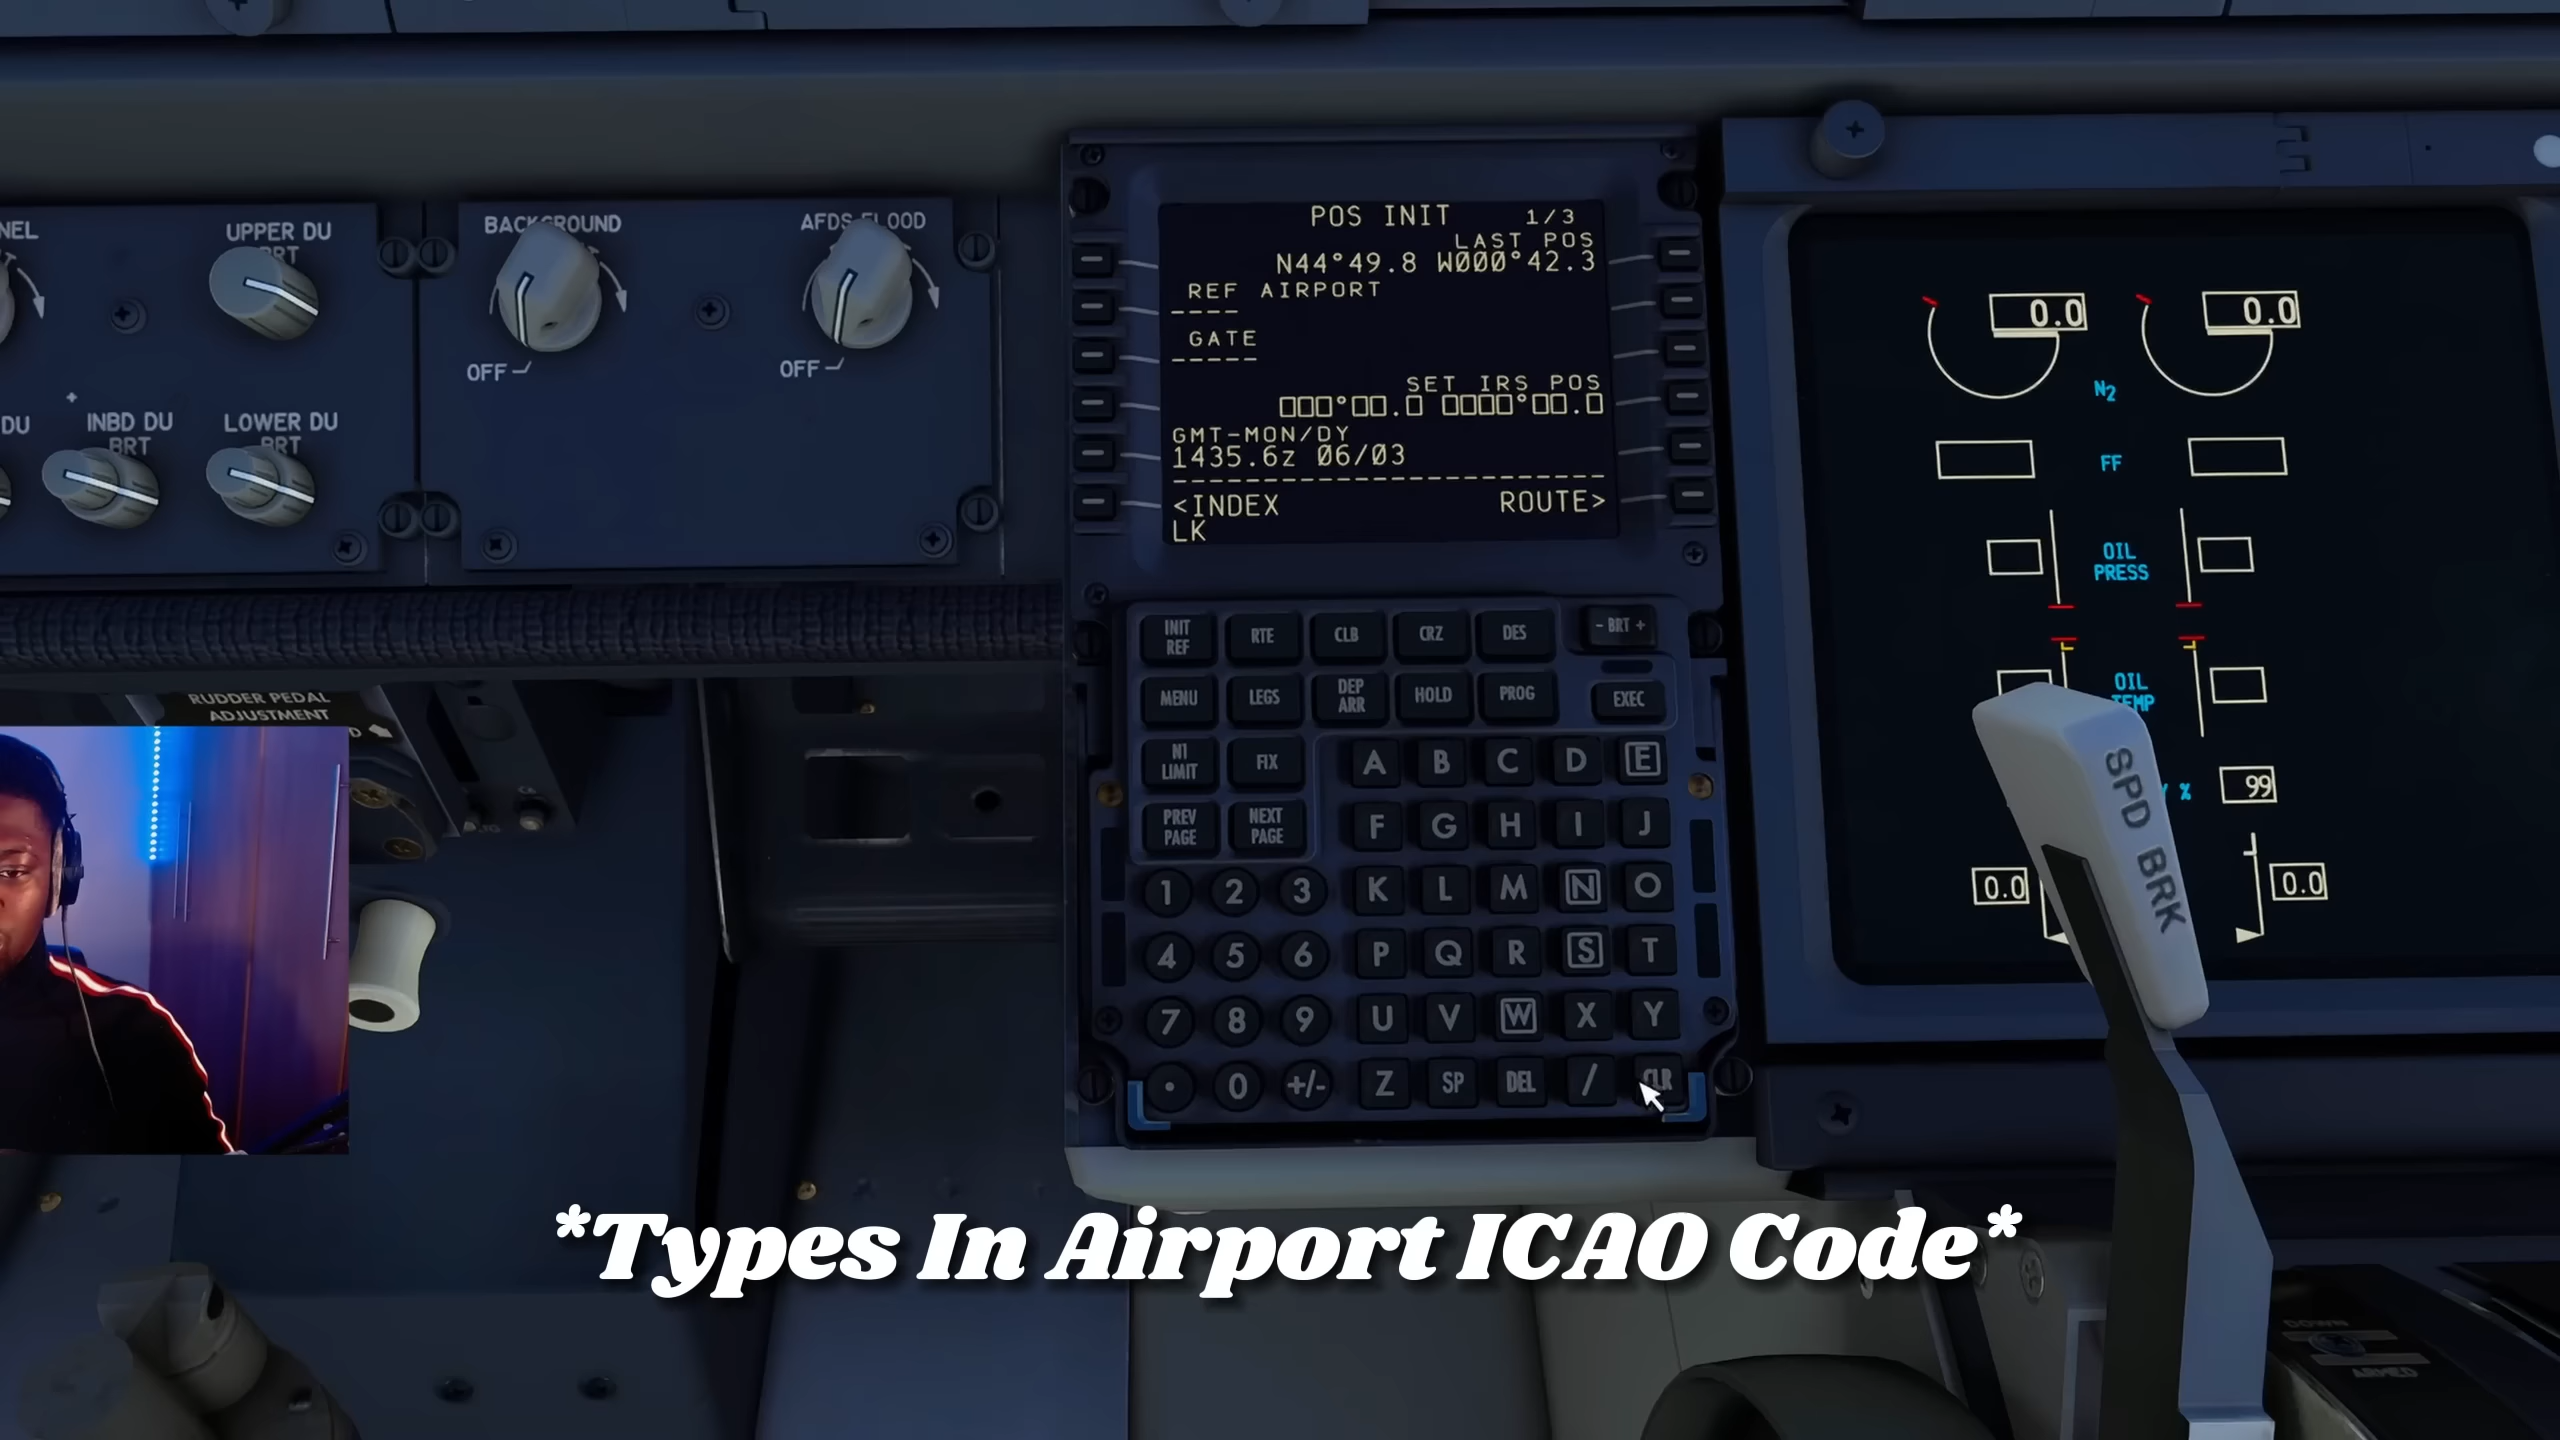 NEL
UPPER DU
BRT
DU
INBD DU
BRT
LOWER DU
BRT
BACKGROUND
OFF
AFDS FLOOD
OFF
RUDDER PEDAL
ADJUSTMENT
POS INIT 1/3
LAST POS
N44°49.8 W000°42.3
REF AIRPORT
----
GATE
-----
SET IRS POS
□□□°□□.□ □□□□°□□.□
GMT-MON/DY
1435.6z 06/03
------------------------
<INDEX ROUTE>
LK
INIT REF RTE CLB CRZ DES - BRT +
MENU LEGS DEP ARR HOLD PROG EXEC
N1 LIMIT FIX A B C D E
PREV PAGE NEXT PAGE F G H I J
1 2 3 K L M N O
4 5 6 P Q R S T
7 8 9 U V W X Y
. 0 +/- Z SP DEL / CLR
0.0 0.0
N2
FF
OIL
PRESS
OIL
TEMP
% 99
0.0 0.0
SPD BRK
DOWN
ARMED
*Types In Airport ICAO Code*